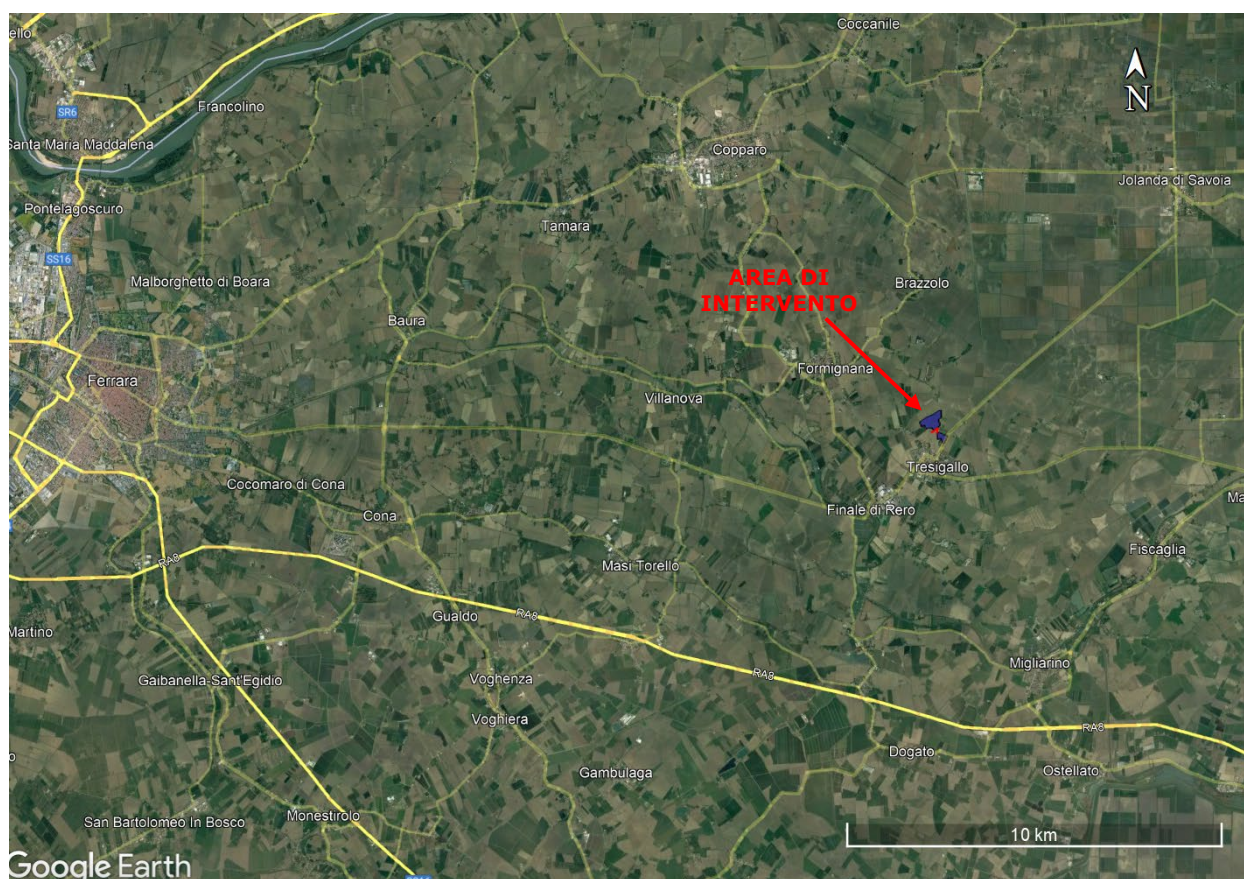 Coccanile
SR6
Francolino
N
Santa Maria Maddalena
Copparo
Jolanda di Savoia
Pontelagoscuro
Tamara
SS16
Malborghetto di Boara
AREA DI
INTERVENTO
Brazzolo
Baura
Formignana
Ferrara
Villanova
Tresigallo
Cocomaro di Cona
Finale di Rero
Cona
Fiscaglia
RA8
Masi Torello
Gualdo
RA8
Martino
Migliarino
Gaibanella-Sant'Egidio
Voghenza
RA8
Voghiera
RA8
Dogato
Gambulaga
Ostellato
Monestirolo
San Bartolomeo In Bosco
10 km
Google Earth